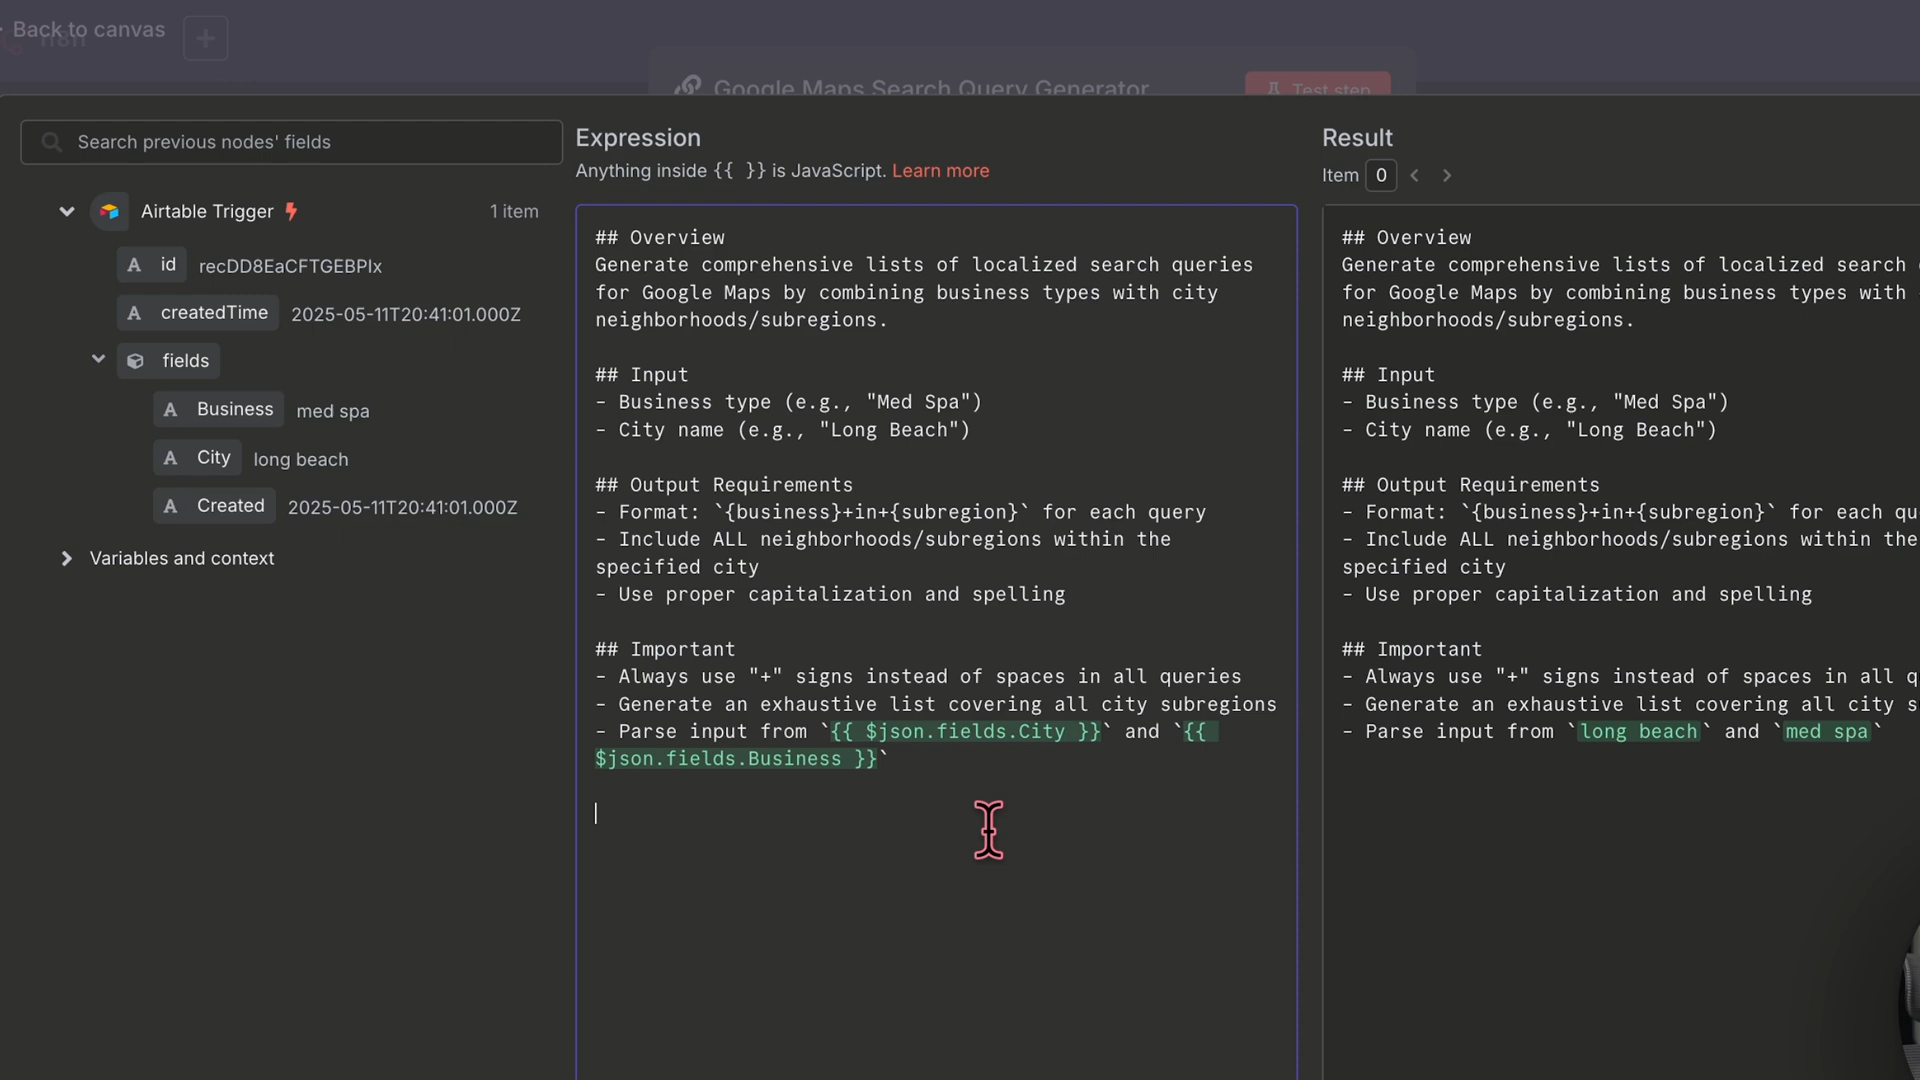 Back to canvas
n8n
Google Maps Search Query Generator
Test step
Search previous nodes' fields
Airtable Trigger
1 item
A id recDD8EaCFTGEBPIx
A createdTime 2025-05-11T20:41:01.000Z
fields
A Business med spa
A City long beach
A Created 2025-05-11T20:41:01.000Z
Variables and context
Expression
Anything inside {{ }} is JavaScript. Learn more
## Overview
Generate comprehensive lists of localized search queries
for Google Maps by combining business types with city
neighborhoods/subregions.
## Input
- Business type (e.g., "Med Spa")
- City name (e.g., "Long Beach")
## Output Requirements
- Format: `{business}+in+{subregion}` for each query
- Include ALL neighborhoods/subregions within the
specified city
- Use proper capitalization and spelling
## Important
- Always use "+" signs instead of spaces in all queries
- Generate an exhaustive list covering all city subregions
- Parse input from `{{ $json.fields.City }}` and `{{
$json.fields.Business }}`
Result
Item 0
## Overview
Generate comprehensive lists of localized search
for Google Maps by combining business types with
neighborhoods/subregions.
## Input
- Business type (e.g., "Med Spa")
- City name (e.g., "Long Beach")
## Output Requirements
- Format: `{business}+in+{subregion}` for each qu
- Include ALL neighborhoods/subregions within the
specified city
- Use proper capitalization and spelling
## Important
- Always use "+" signs instead of spaces in all q
- Generate an exhaustive list covering all city s
- Parse input from `long beach` and `med spa`